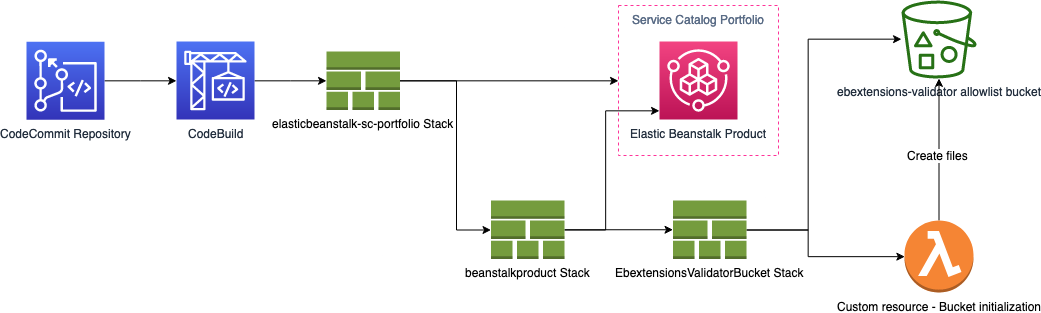 Service Catalog Portfolio
CodeCommit Repository
CodeBuild
elasticbeanstalk-sc-portfolio Stack
Elastic Beanstalk Product
ebextensions-validator allowlist bucket
Create files
beanstalkproduct Stack
EbextensionsValidatorBucket Stack
Custom resource - Bucket initialization